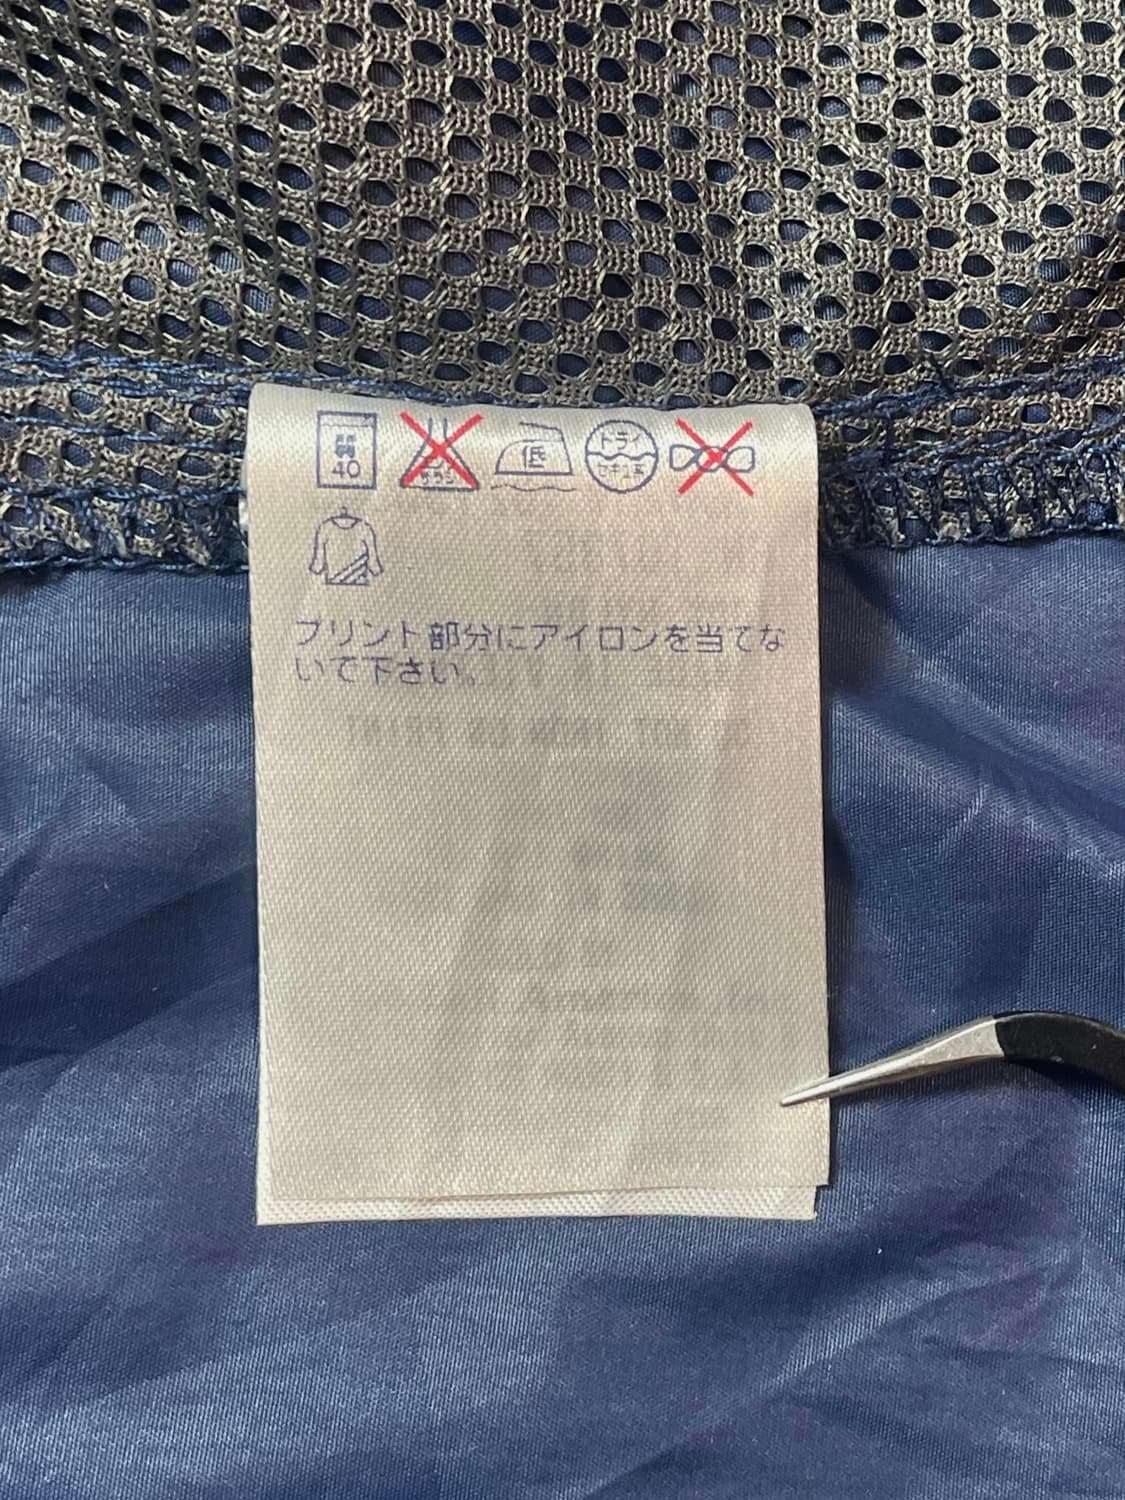 弱
40
エンソ
サラシ
低
ドライ
セキユ系
プリント部分にアイロンを当てな
いで下さい。